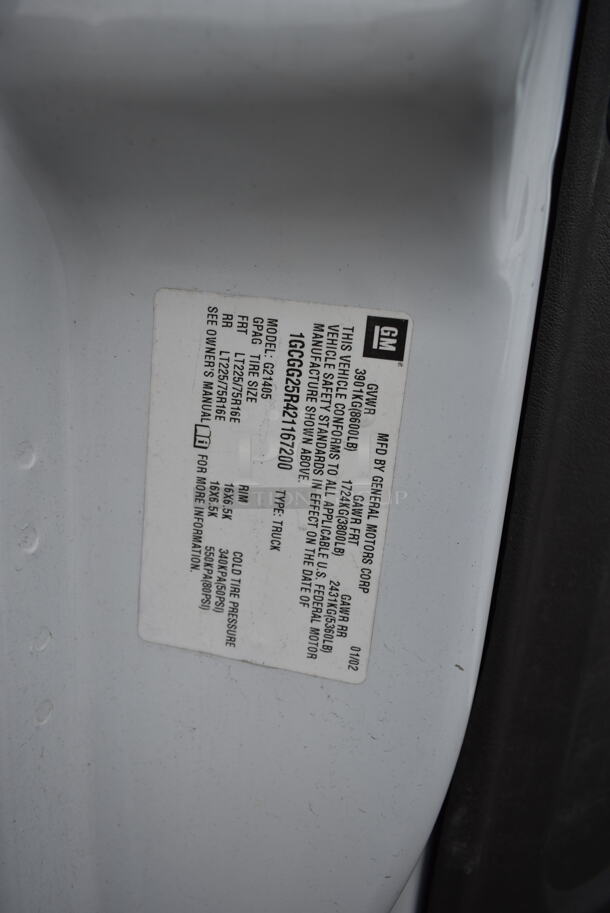 GM
MFD BY GENERAL MOTORS CORP 01/02
GVWR GAWR FRT GAWR RR
3901KG(8600LB) 1724KG(3800LB) 2431KG(5360LB)
THIS VEHICLE CONFORMS TO ALL APPLICABLE U.S. FEDERAL MOTOR
VEHICLE SAFETY STANDARDS IN EFFECT ON THE DATE OF
MANUFACTURE SHOWN ABOVE.
1GCGG25R421167200 TYPE: TRUCK
MODEL: G21405
GPAG TIRE SIZE RIM COLD TIRE PRESSURE
FRT LT225/75R16E 16X6.5K 340KPA(50PSI)
RR LT225/75R16E 16X6.5K 550KPA(80PSI)
SEE OWNER'S MANUAL FOR MORE INFORMATION.